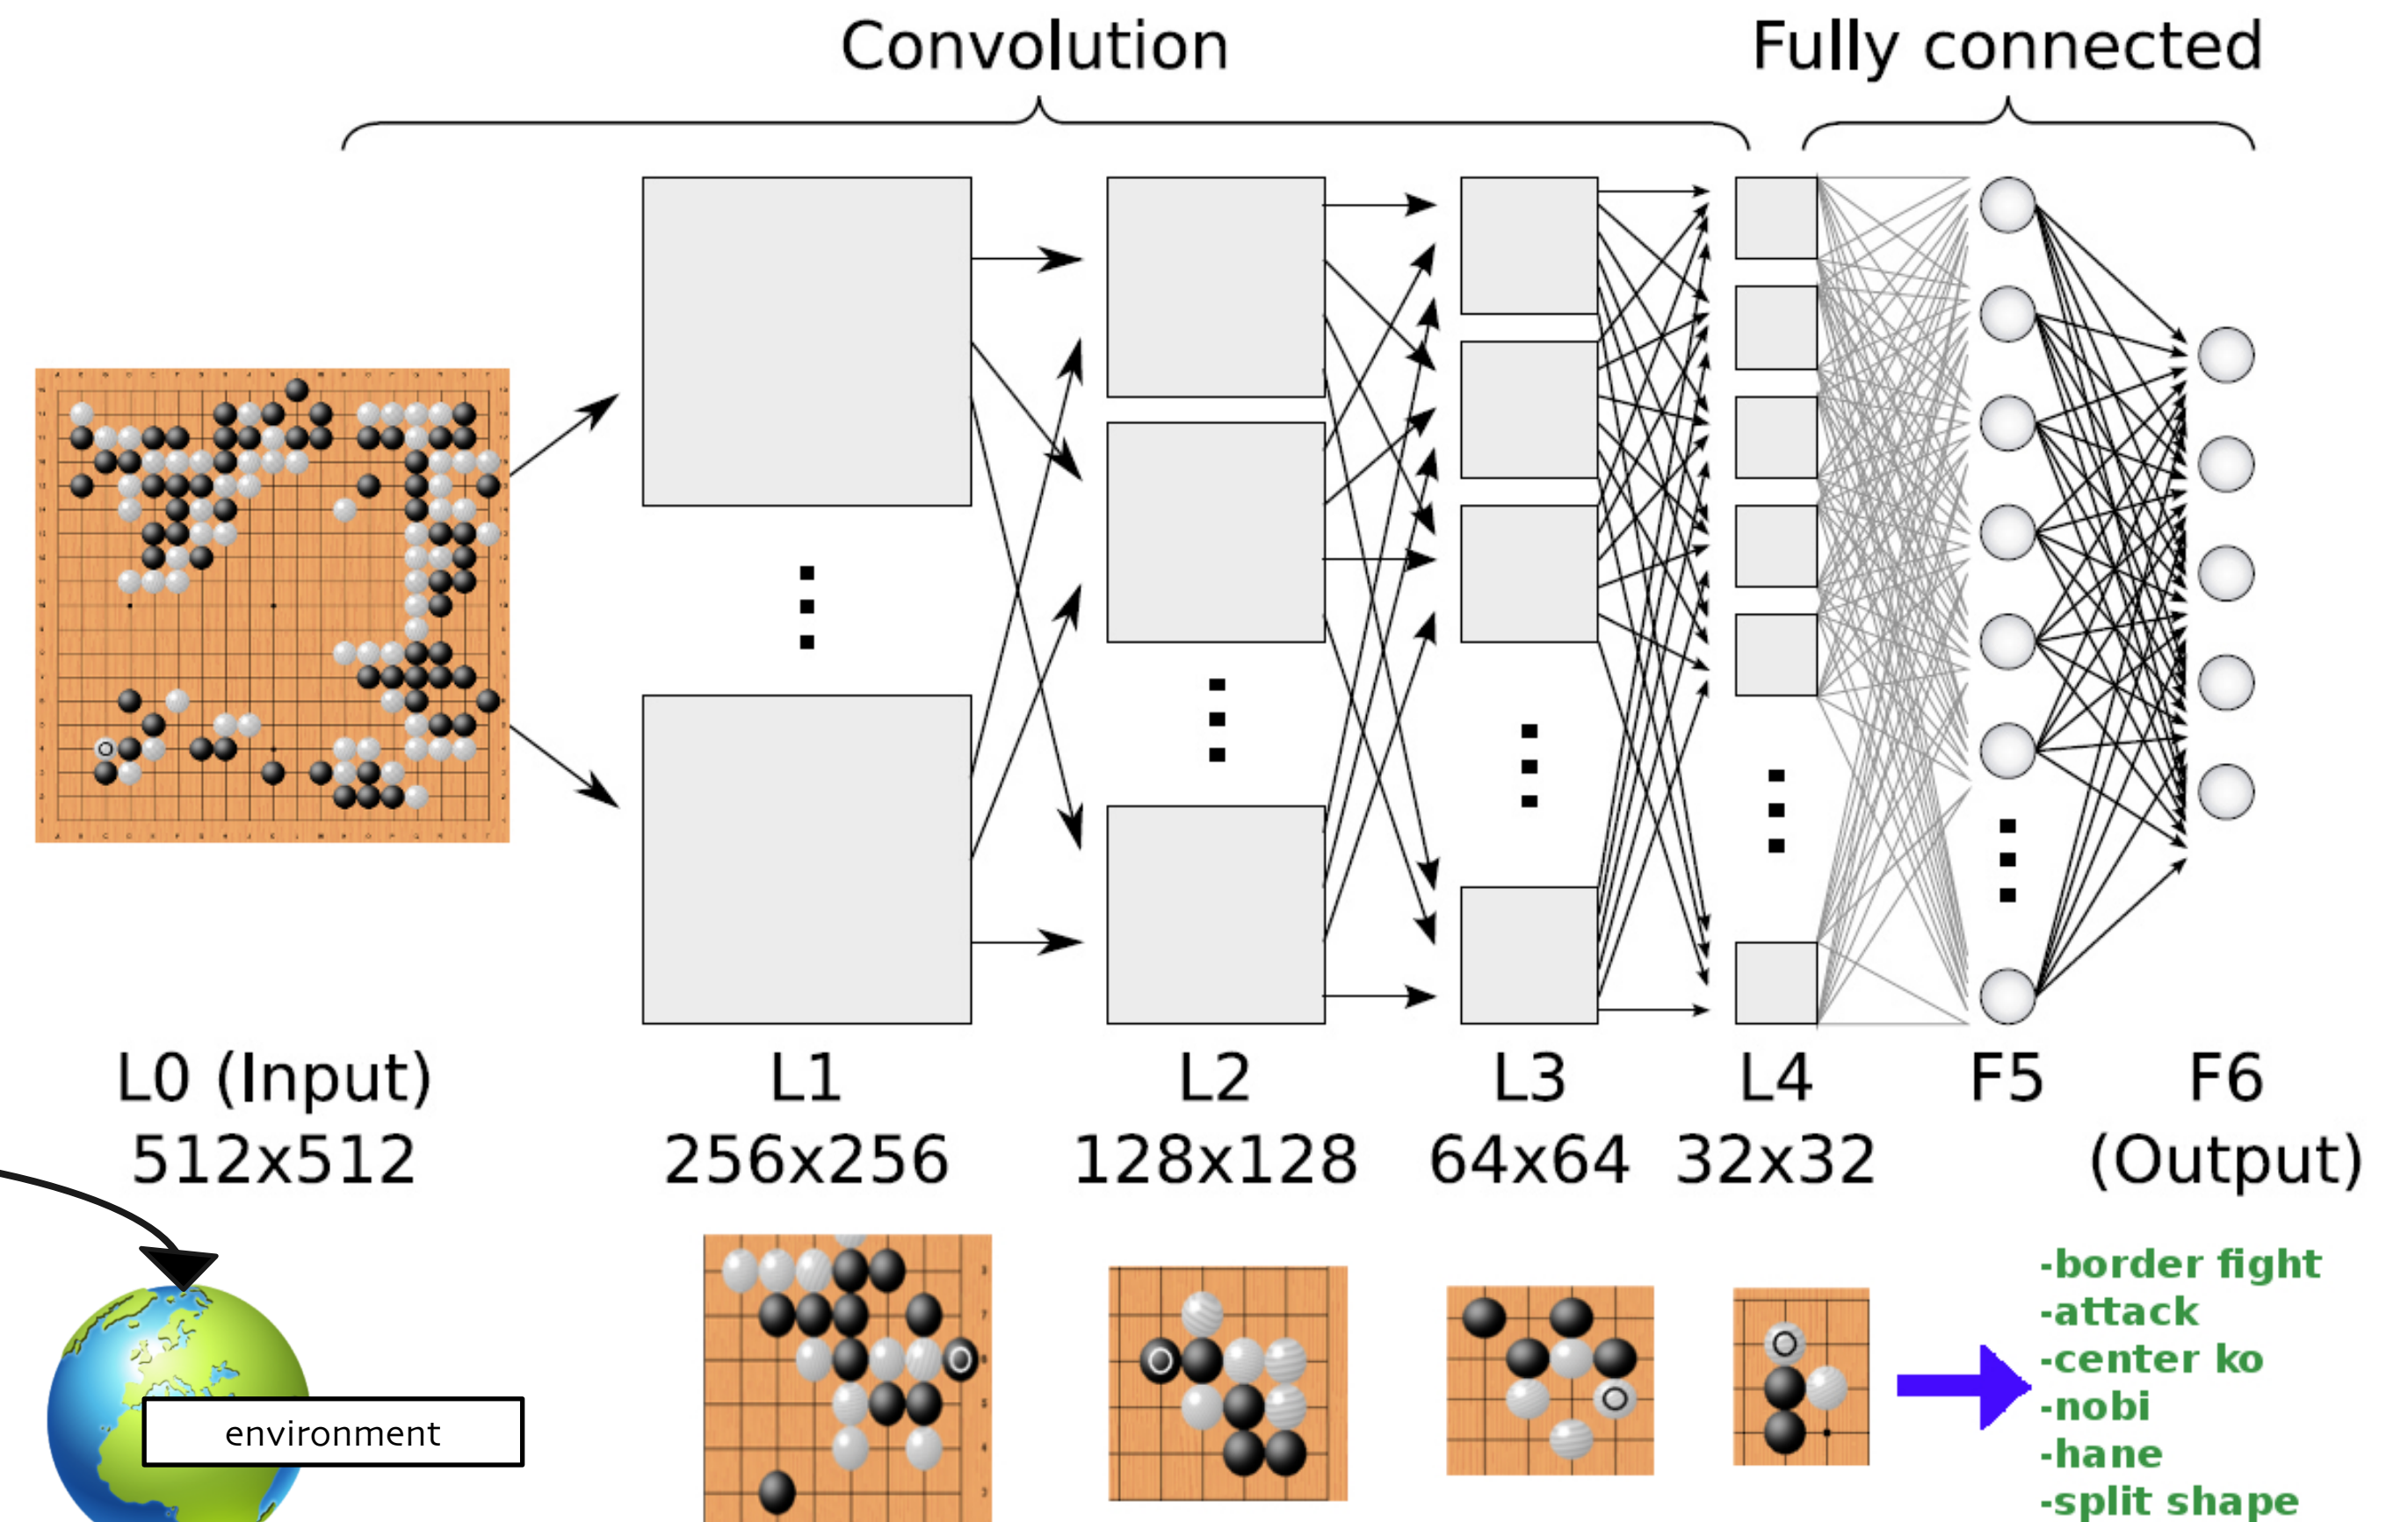 Convolution
Fully connected
L0 (Input)
512x512
L1
256x256
L2
128x128
L3
64x64
L4
32x32
F5
F6
(Output)
environment
-border fight
-attack
-center ko
-nobi
-hane
-split shape